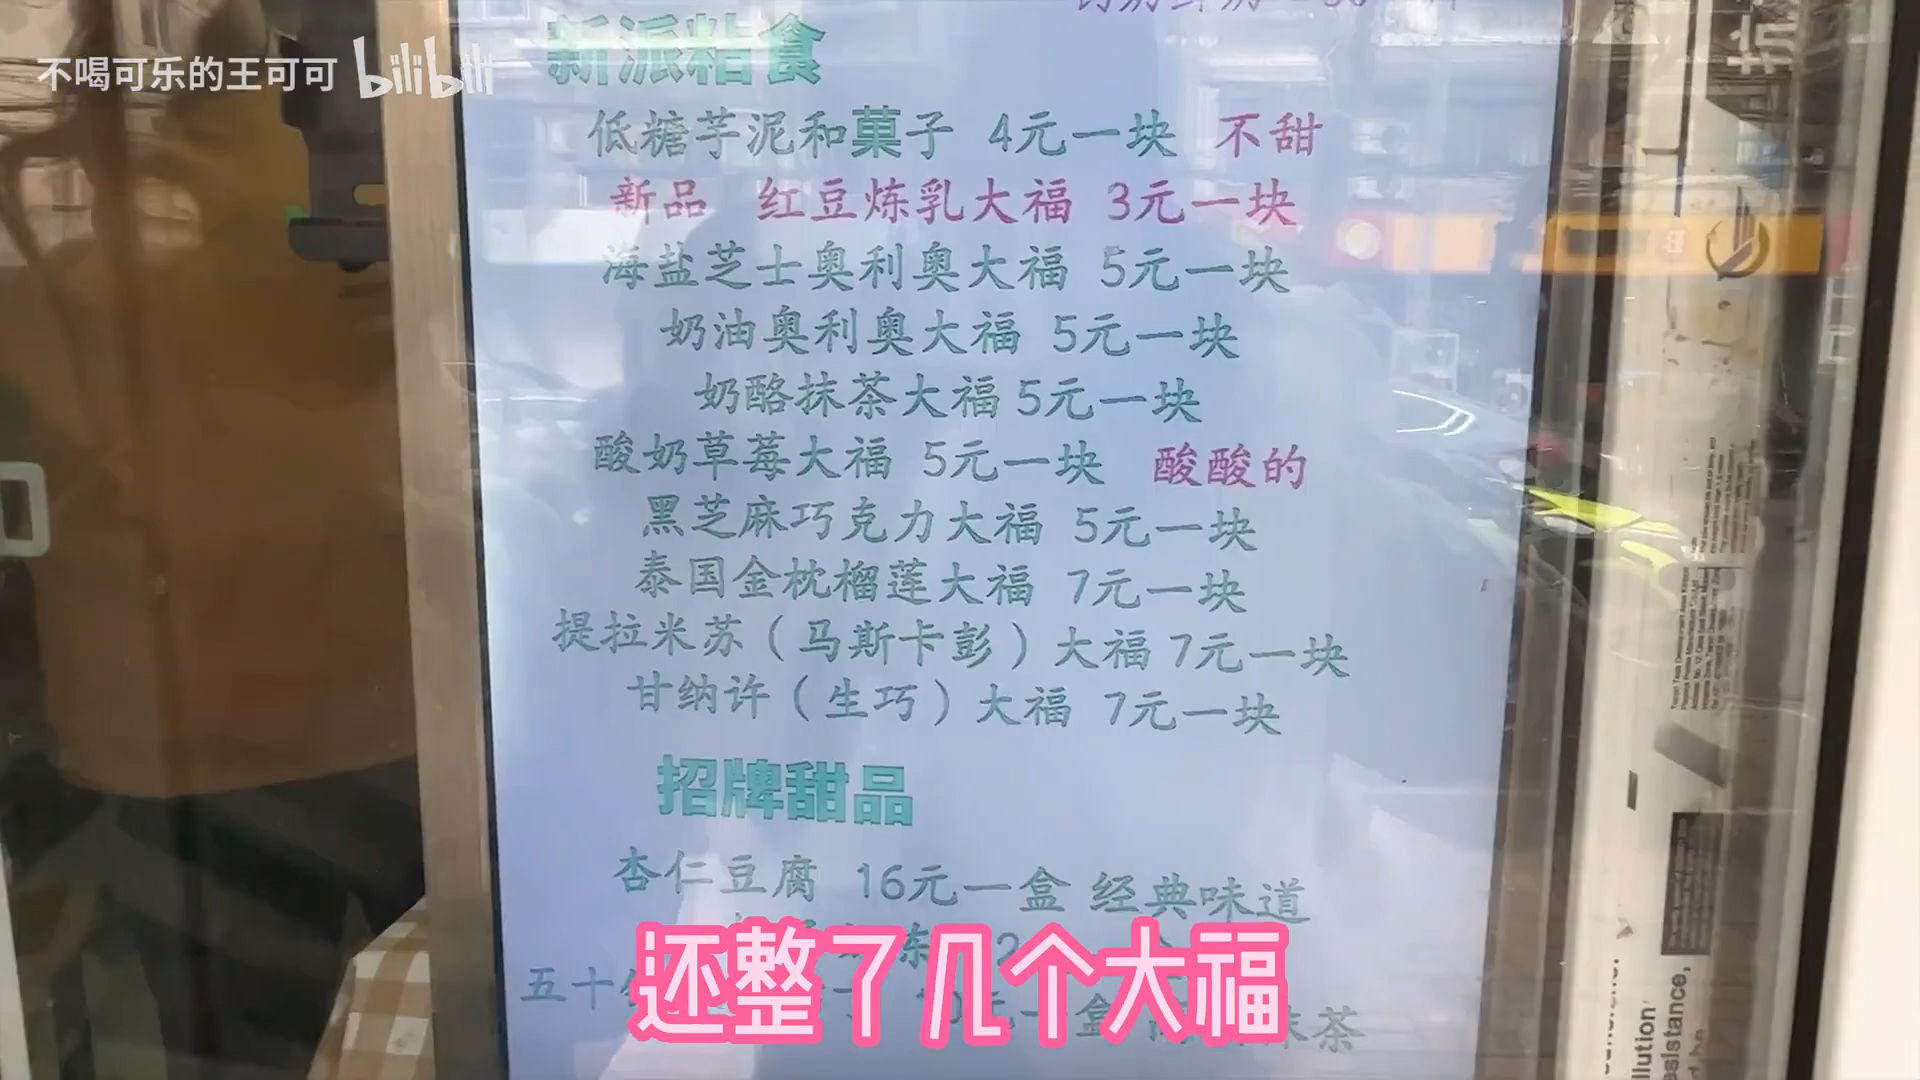 不喝可乐的王可可 bilibili
新派粘食
低糖芋泥和菓子 4元一块 不甜
新品 红豆炼乳大福 3元一块
海盐芝士奥利奥大福 5元一块
奶油奥利奥大福 5元一块
奶酪抹茶大福 5元一块
酸奶草莓大福 5元一块 酸酸的
黑芝麻巧克力大福 5元一块
泰国金枕榴莲大福 7元一块
提拉米苏（马斯卡彭）大福 7元一块
甘纳许（生巧）大福 7元一块
招牌甜品
杏仁豆腐 16元一盒 经典味道
五十
抹茶
还整了几个大福